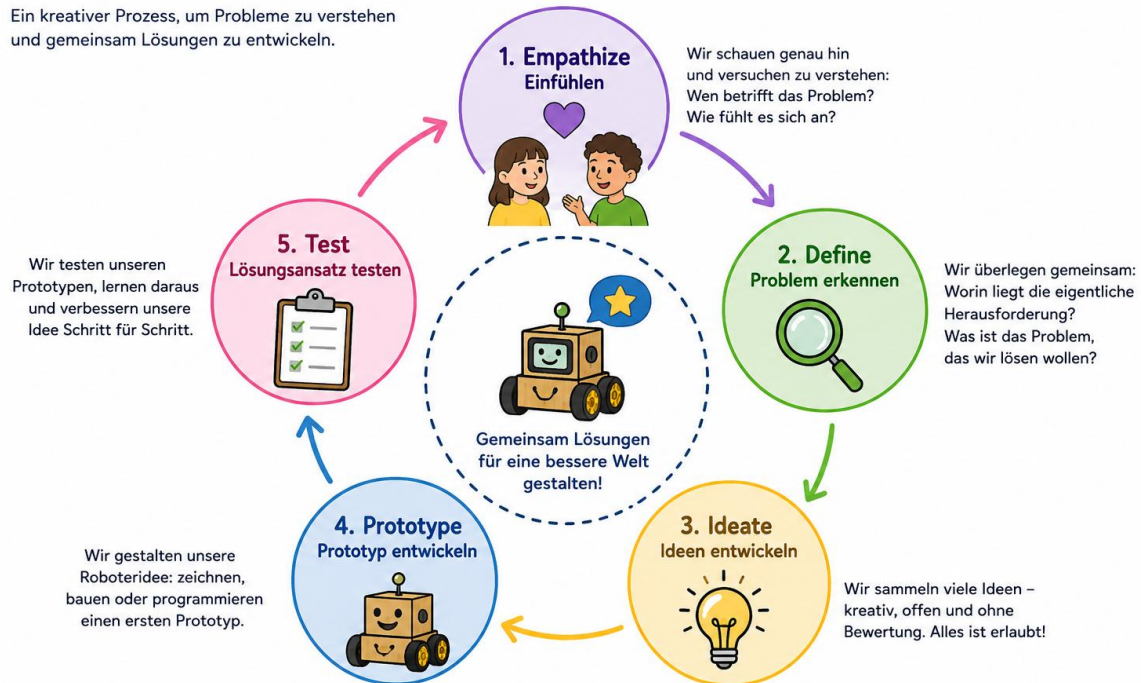 Ein kreativer Prozess, um Probleme zu verstehen
und gemeinsam Lösungen zu entwickeln.
1. Empathize
Einfühlen
Wir schauen genau hin
und versuchen zu verstehen:
Wen betrifft das Problem?
Wie fühlt es sich an?
2. Define
Problem erkennen
Wir überlegen gemeinsam:
Worin liegt die eigentliche
Herausforderung?
Was ist das Problem,
das wir lösen wollen?
3. Ideate
Ideen entwickeln
Wir sammeln viele Ideen –
kreativ, offen und ohne
Bewertung. Alles ist erlaubt!
4. Prototype
Prototyp entwickeln
Wir gestalten unsere
Roboteridee: zeichnen,
bauen oder programmieren
einen ersten Prototyp.
5. Test
Lösungsansatz testen
Wir testen unseren
Prototypen, lernen daraus
und verbessern unsere
Idee Schritt für Schritt.
Gemeinsam Lösungen
für eine bessere Welt
gestalten!